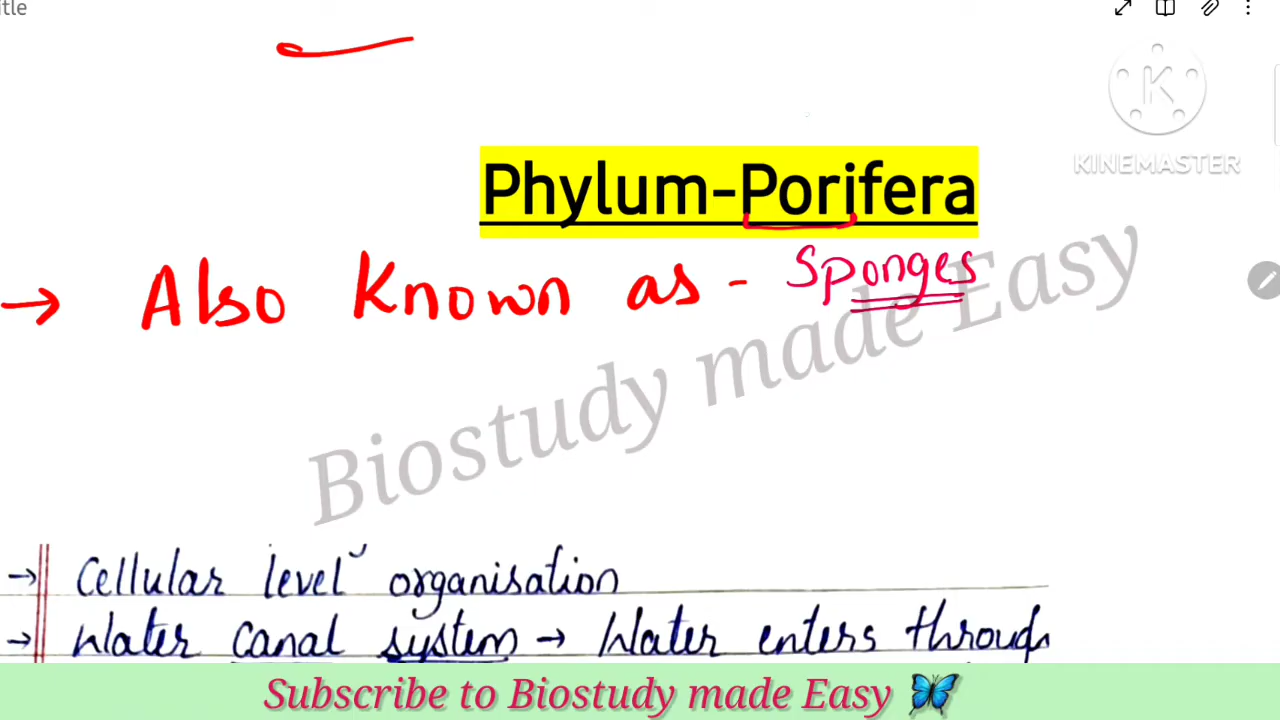 itle
KINEMASTER
Phylum-Porifera
→ Also Known as - Sponges
Biostudy made Easy
→ Cellular level organisation
→ Water canal system → Water enters through
Subscribe to Biostudy made Easy 🦋